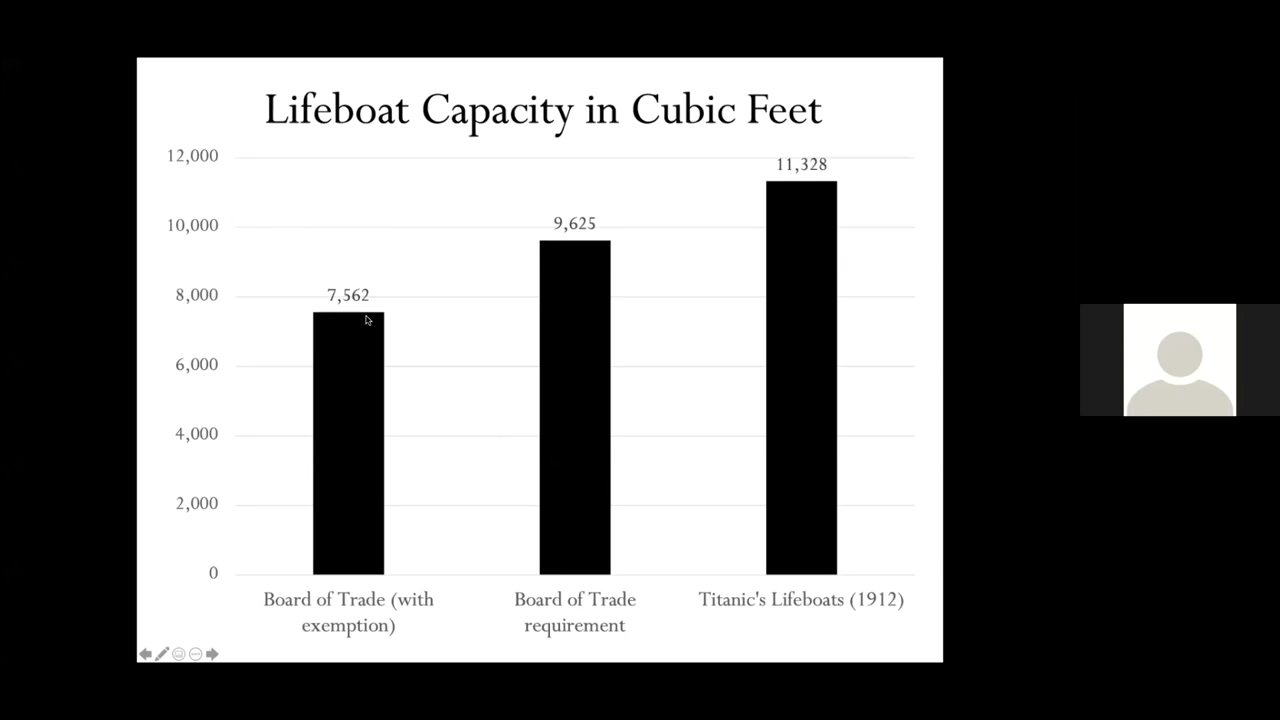 Lifeboat Capacity in Cubic Feet
12,000
10,000
8,000
6,000
4,000
2,000
0
7,562
9,625
11,328
Board of Trade (with
exemption)
Board of Trade
requirement
Titanic's Lifeboats (1912)